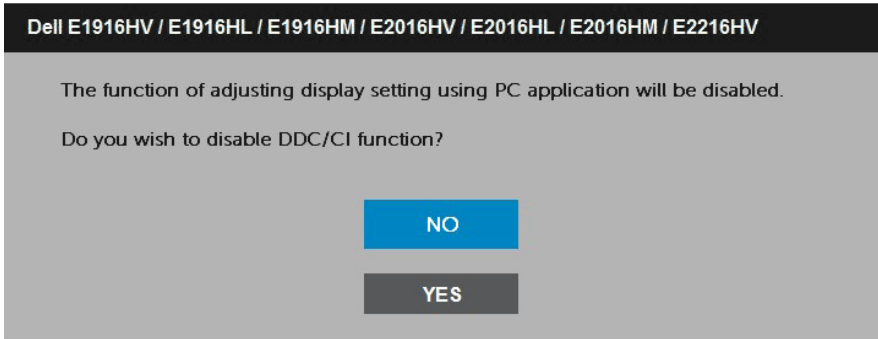 Dell E1916HV / E1916HL / E1916HM / E2016HV / E2016HL / E2016HM / E2216HV
The function of adjusting display setting using PC application will be disabled.
Do you wish to disable DDC/CI function?
NO
YES